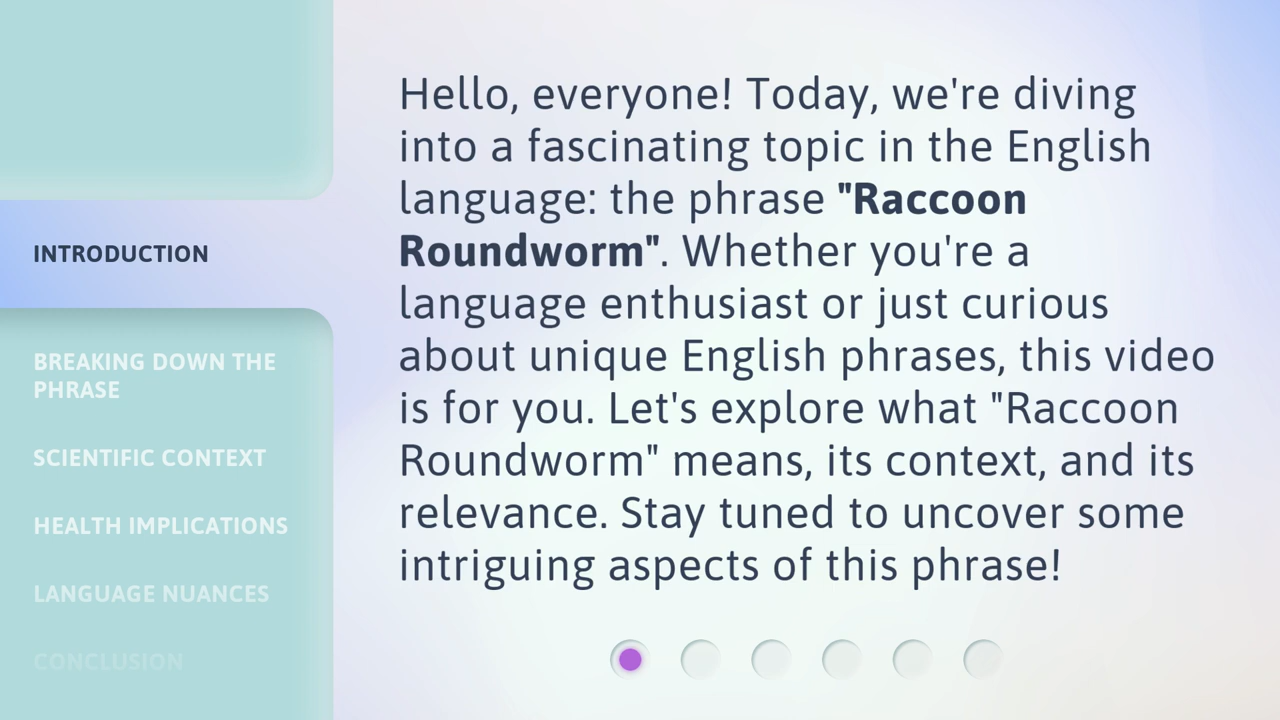 INTRODUCTION
BREAKING DOWN THE
PHRASE
SCIENTIFIC CONTEXT
HEALTH IMPLICATIONS
LANGUAGE NUANCES
CONCLUSION
Hello, everyone! Today, we're diving
into a fascinating topic in the English
language: the phrase "Raccoon
Roundworm". Whether you're a
language enthusiast or just curious
about unique English phrases, this video
is for you. Let's explore what "Raccoon
Roundworm" means, its context, and its
relevance. Stay tuned to uncover some
intriguing aspects of this phrase!